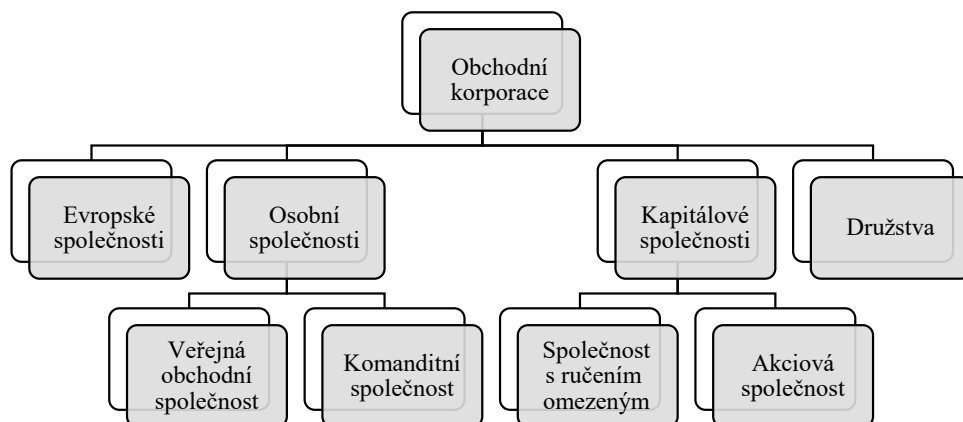 Obchodní
korporace
Evropské
společnosti
Osobní
společnosti
Kapitálové
společnosti
Družstva
Veřejná
obchodní
společnost
Komanditní
společnost
Společnost
s ručením
omezeným
Akciová
společnost